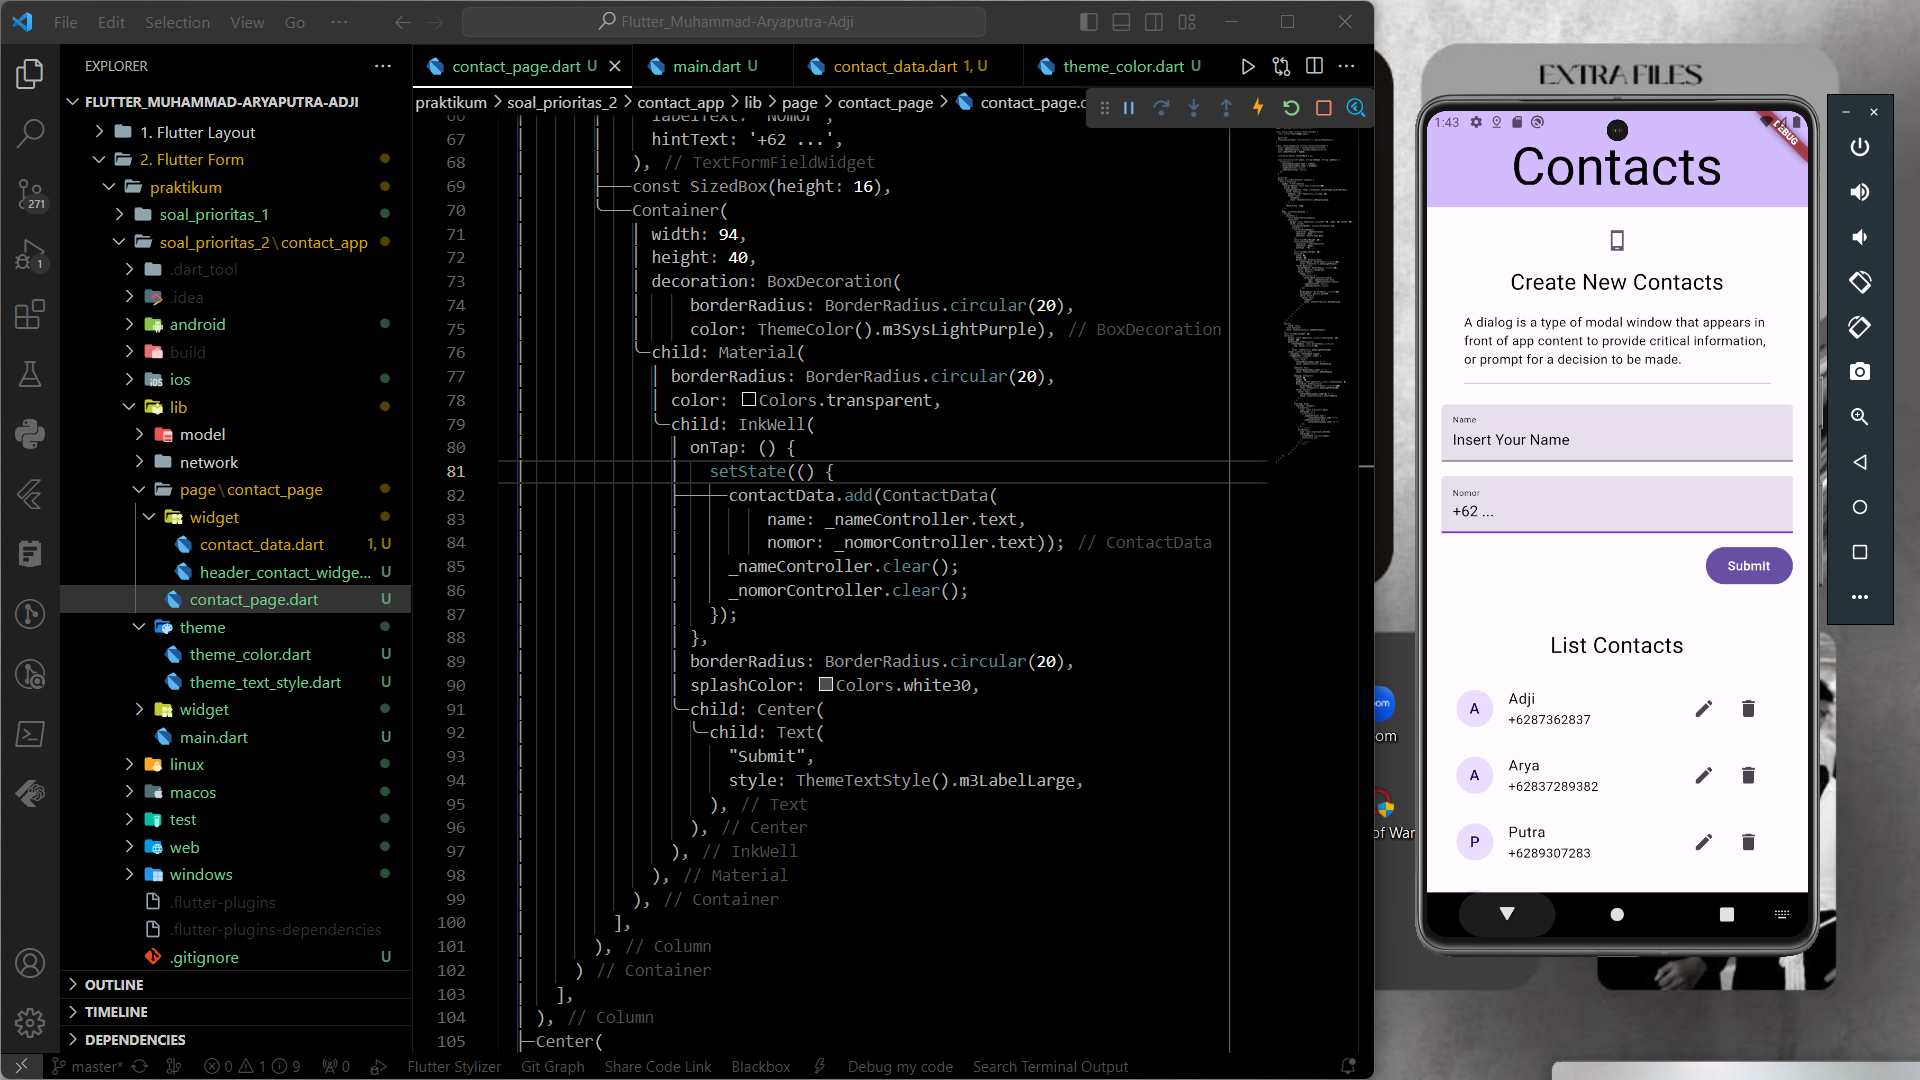 File Edit Selection View Go ···
Flutter_Muhammad-Aryaputra-Adji
EXPLORER
FLUTTER_MUHAMMAD-ARYAPUTRA-ADJI
1. Flutter Layout
2. Flutter Form
praktikum
soal_prioritas_1
soal_prioritas_2\contact_app
.dart_tool
.idea
android
build
ios
lib
model
network
page\contact_page
widget
contact_data.dart 1, U
header_contact_widge... U
contact_page.dart U
theme
theme_color.dart U
theme_text_style.dart U
widget
main.dart U
linux
macos
test
web
windows
.flutter-plugins
.flutter-plugins-dependencies
.gitignore U
OUTLINE
TIMELINE
DEPENDENCIES
271
1
contact_page.dart U
main.dart U
contact_data.dart 1, U
theme_color.dart U
praktikum > soal_prioritas_2 > contact_app > lib > page > contact_page > contact_page.c
66 labelText: 'Nomor',
67 hintText: '+62 ...',
68 ), // TextFormFieldWidget
69 const SizedBox(height: 16),
70 Container(
71 width: 94,
72 height: 40,
73 decoration: BoxDecoration(
74 borderRadius: BorderRadius.circular(20),
75 color: ThemeColor().m3SysLightPurple), // BoxDecoration
76 child: Material(
77 borderRadius: BorderRadius.circular(20),
78 color: Colors.transparent,
79 child: InkWell(
80 onTap: () {
81 setState(() {
82 contactData.add(ContactData(
83 name: _nameController.text,
84 nomor: _nomorController.text)); // ContactData
85 _nameController.clear();
86 _nomorController.clear();
87 });
88 },
89 borderRadius: BorderRadius.circular(20),
90 splashColor: Colors.white30,
91 child: Center(
92 child: Text(
93 "Submit",
94 style: ThemeTextStyle().m3LabelLarge,
95 ), // Text
96 ), // Center
97 ), // InkWell
98 ), // Material
99 ), // Container
100 ],
101 ), // Column
102 ) // Container
103 ],
104 ), // Column
105 Center(
master* 0 1 9 0 Flutter Stylizer Git Graph Share Code Link Blackbox Debug my code Search Terminal Output
EXTRA FILES
om
of War
1:43
DEBUG
Contacts
Create New Contacts
A dialog is a type of modal window that appears in
front of app content to provide critical information,
or prompt for a decision to be made.
Name
Insert Your Name
Nomor
+62 ...
Submit
List Contacts
A Adji
+6287362837
A Arya
+62837289382
P Putra
+6289307283